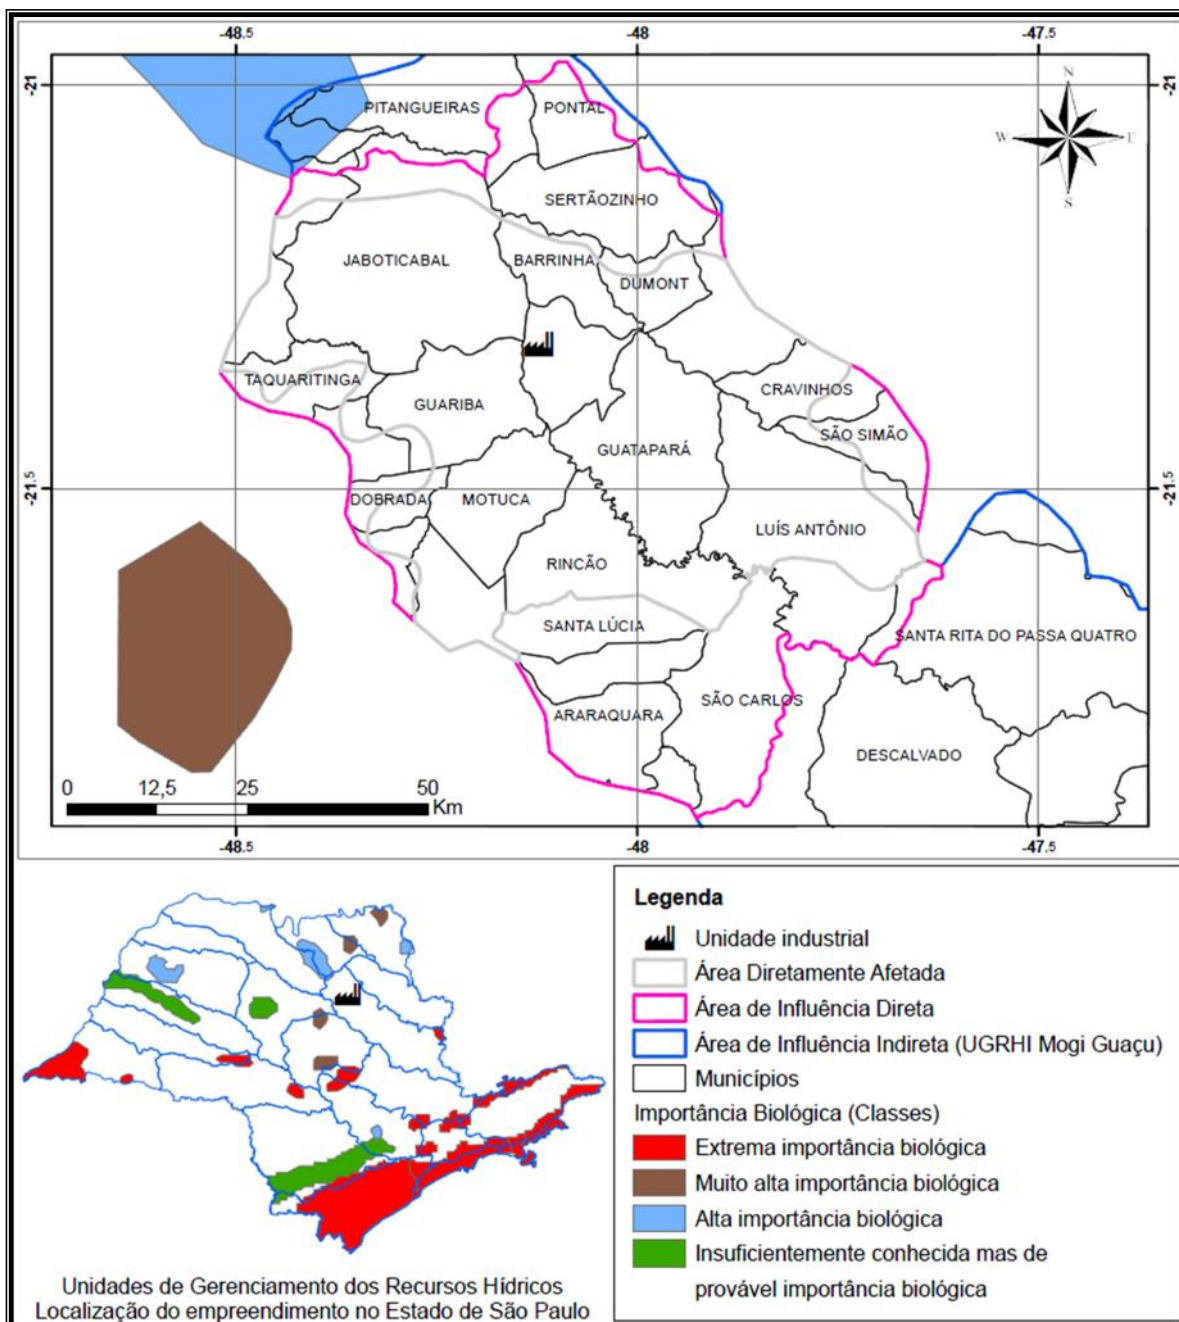 -48.5
-48
-47.5
-21
-21
N
W
E
S
PITANGUEIRAS
PONTAL
SERTÃOZINHO
JABOTICABAL
BARRINHA
DUMONT
TAQUARITINGA
CRAVINHOS
GUARIBA
SÃO SIMÃO
GUATAPARÁ
-21.5
-21.5
DOBRADA
MOTUCA
LUÍS ANTÔNIO
RINCÃO
SANTA LÚCIA
SANTA RITA DO PASSA QUATRO
SÃO CARLOS
ARARAQUARA
DESCALVADO
0
12,5
25
50
Km
-48.5
-48
-47.5
Legenda
Unidade industrial
Área Diretamente Afetada
Área de Influência Direta
Área de Influência Indireta (UGRHI Mogi Guaçu)
Municípios
Importância Biológica (Classes)
Extrema importância biológica
Muito alta importância biológica
Alta importância biológica
Insuficientemente conhecida mas de
provável importância biológica
Unidades de Gerenciamento dos Recursos Hídricos
Localização do empreendimento no Estado de São Paulo